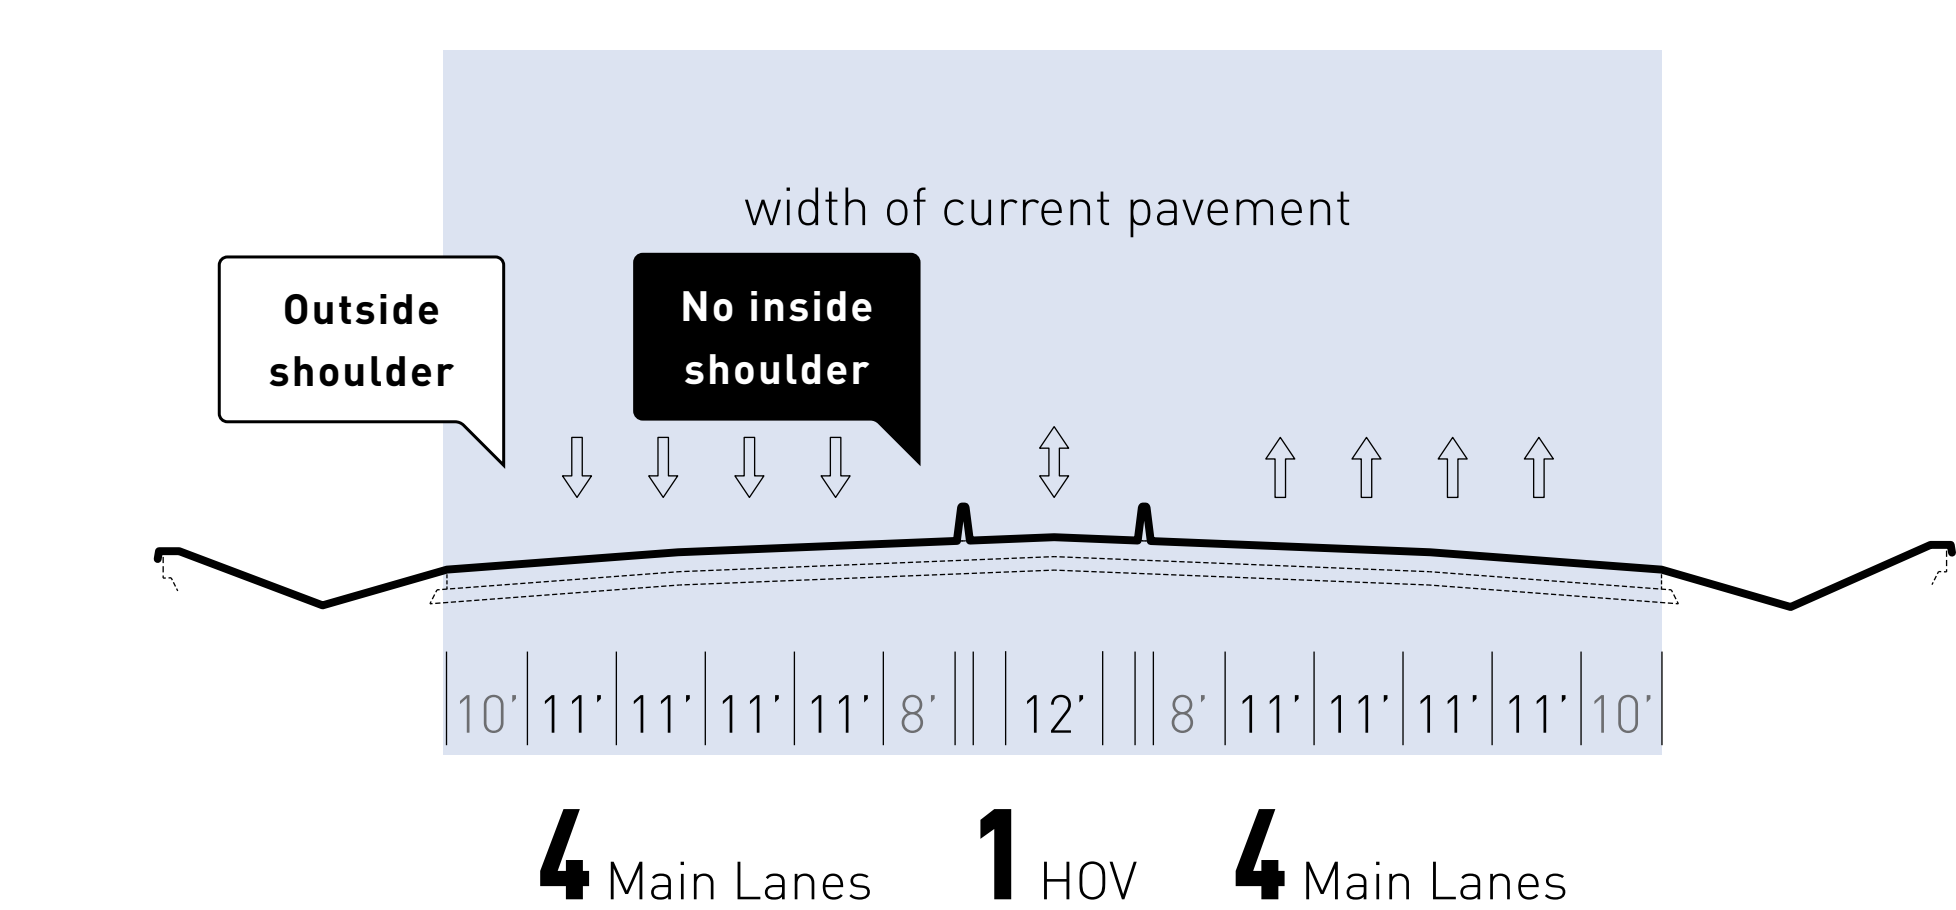 width of current pavement
Outside
shoulder
No inside
shoulder
10’ 11’ 11’ 11’ 11’ 8’ 12’ 8’ 11’ 11’ 11’ 11’ 10’
4 Main Lanes 1 HOV 4 Main Lanes